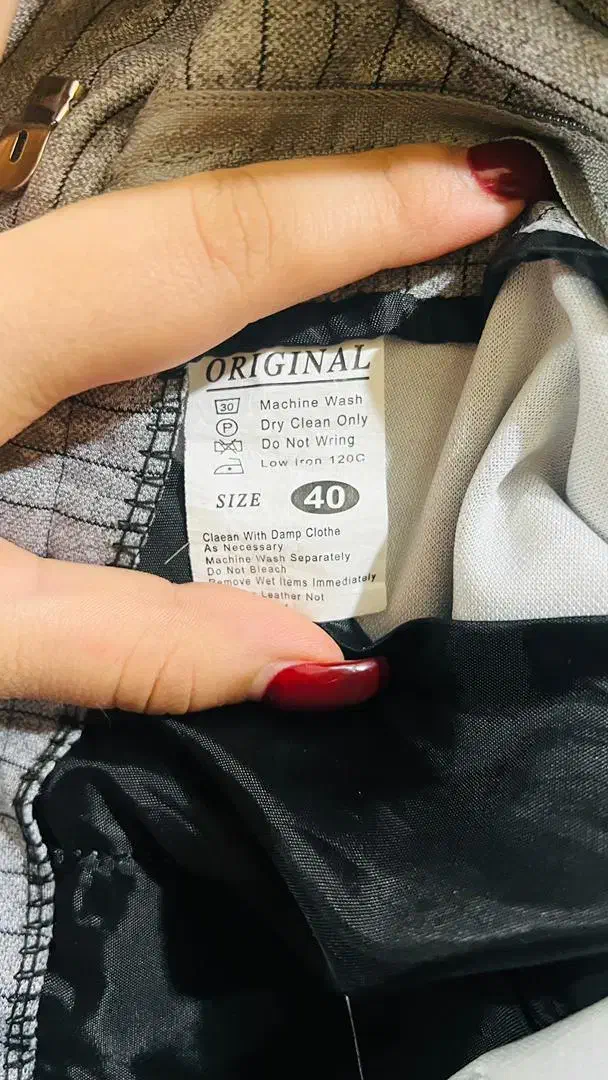 ORIGINAL
30 Machine Wash
P Dry Clean Only
Do Not Wring
Low Iron 120C
SIZE 40
Claean With Damp Clothe
As Necessary
Machine Wash Separately
Do Not Bleach
Remove Wet Items Immediately
Leather Not